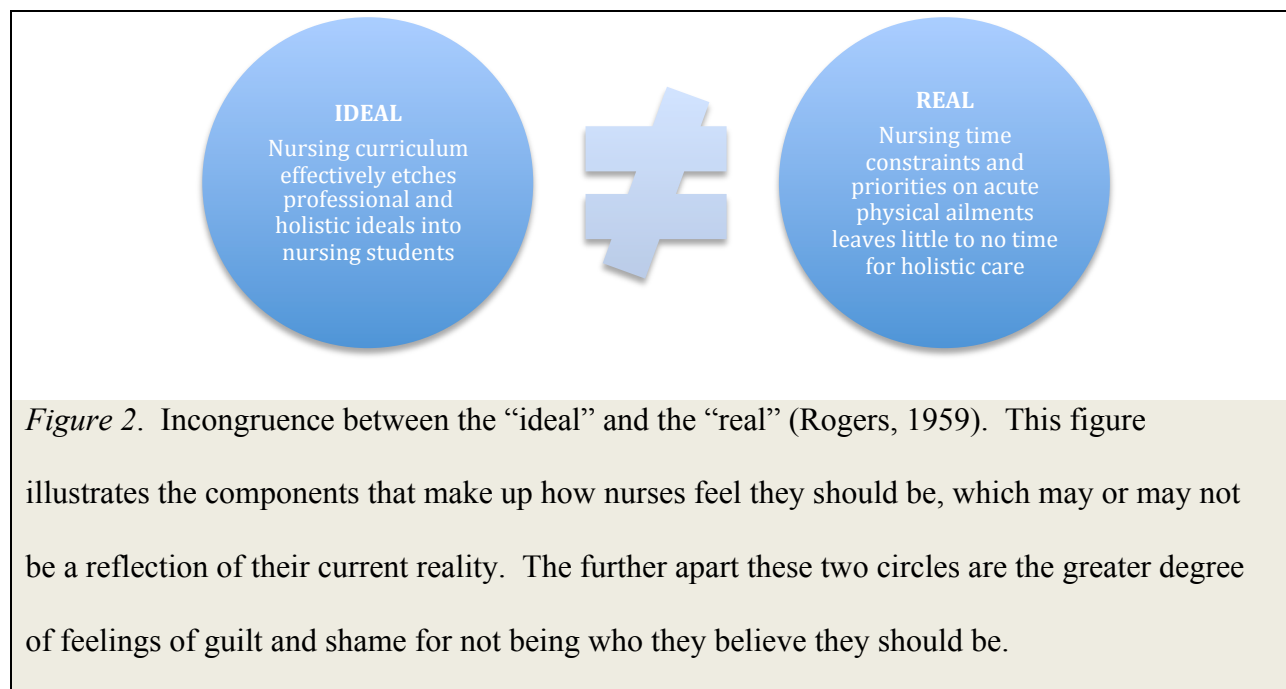 IDEAL
Nursing curriculum
effectively etches
professional and
holistic ideals into
nursing students
≠
REAL
Nursing time
constraints and
priorities on acute
physical ailments
leaves little to no time
for holistic care
Figure 2.  Incongruence between the “ideal” and the “real” (Rogers, 1959).  This figure
illustrates the components that make up how nurses feel they should be, which may or may not
be a reflection of their current reality.  The further apart these two circles are the greater degree
of feelings of guilt and shame for not being who they believe they should be.